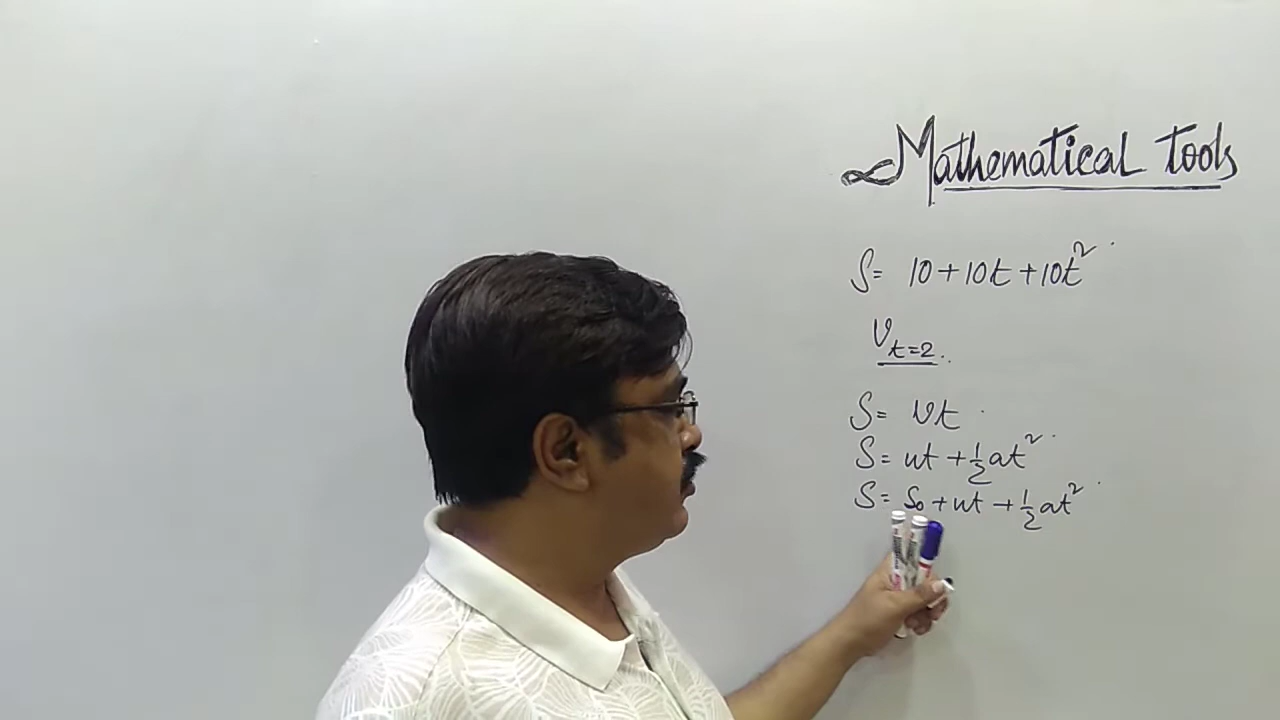 Mathematical Tools
S= 10+10t+10t²
V t=2
S= vt
S= ut+½at²
S= S₀+ut+½at²